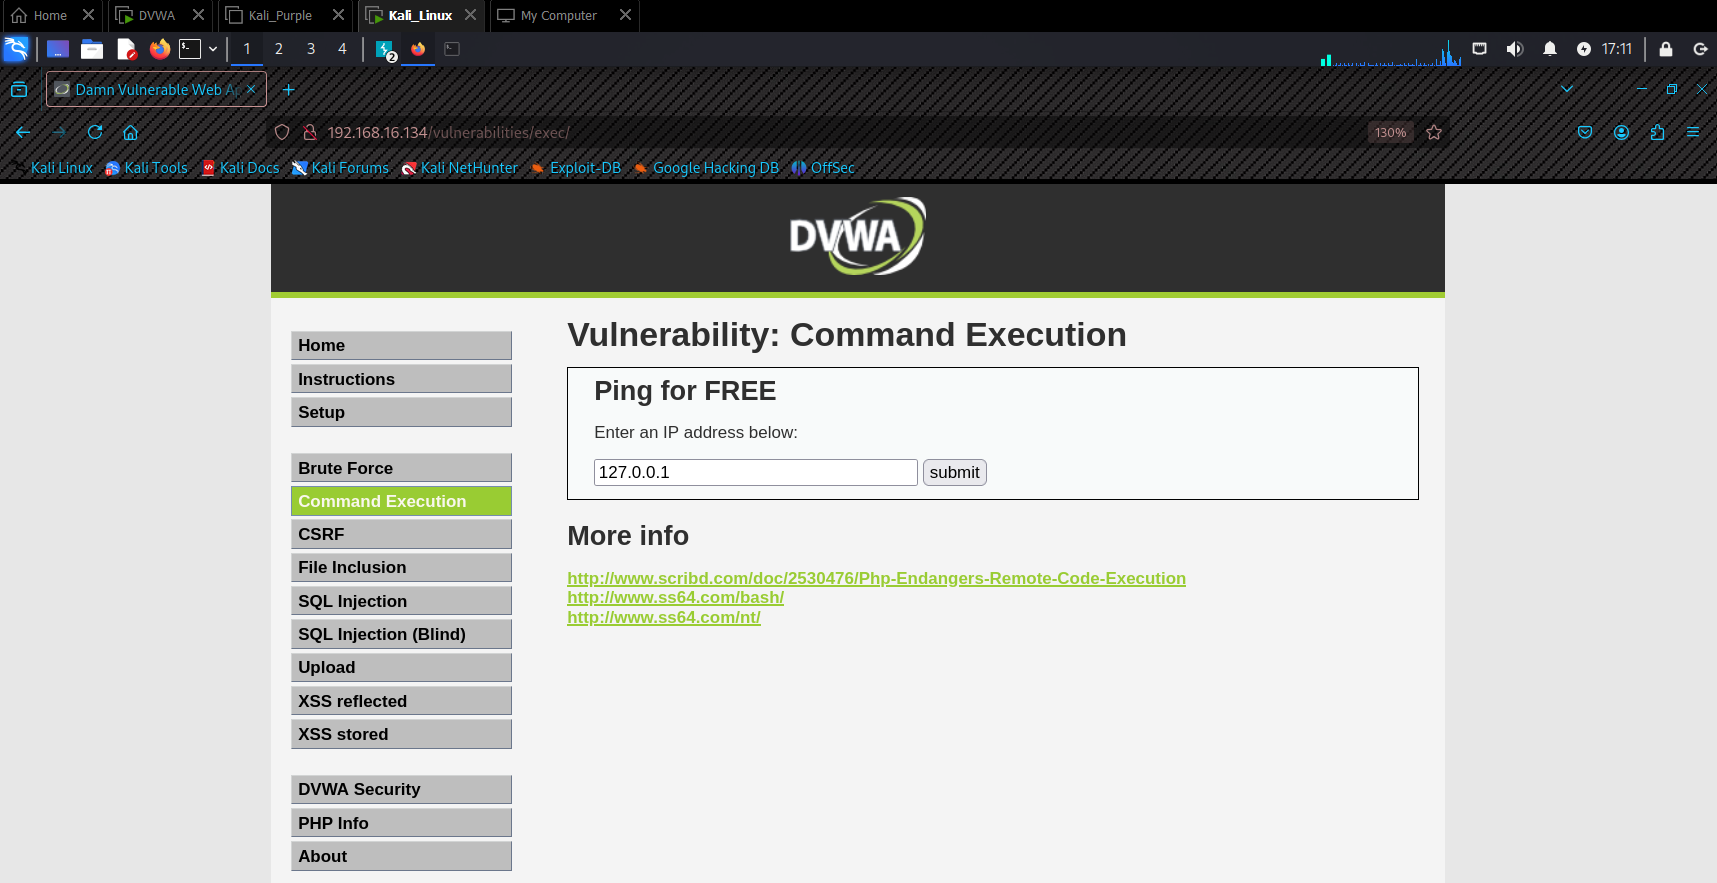 Home DVWA Kali_Purple Kali_Linux My Computer
1 2 3 4 2 17:11
Damn Vulnerable Web Ap
192.168.16.134/vulnerabilities/exec/ 130%
Kali Linux Kali Tools Kali Docs Kali Forums Kali NetHunter Exploit-DB Google Hacking DB OffSec
DVWA
Home
Instructions
Setup
Brute Force
Command Execution
CSRF
File Inclusion
SQL Injection
SQL Injection (Blind)
Upload
XSS reflected
XSS stored
DVWA Security
PHP Info
About
Vulnerability: Command Execution
Ping for FREE
Enter an IP address below:
127.0.0.1 submit
More info
http://www.scribd.com/doc/2530476/Php-Endangers-Remote-Code-Execution
http://www.ss64.com/bash/
http://www.ss64.com/nt/